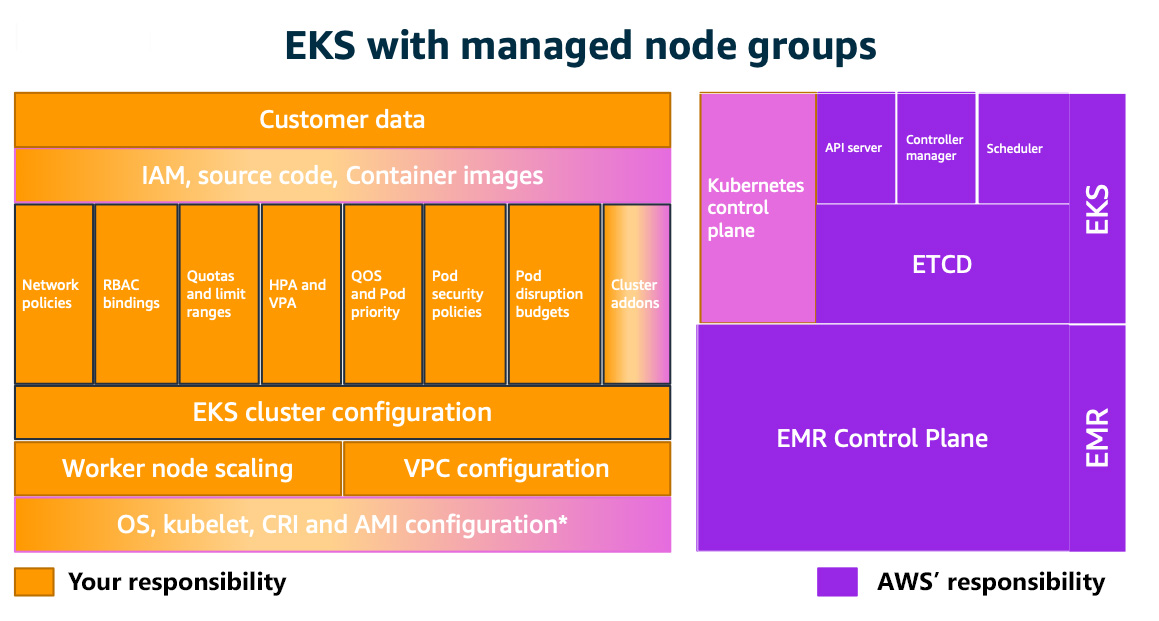 EKS with managed node groups
Customer data
IAM, source code, Container images
Network
policies
RBAC
bindings
Quotas
and limit
ranges
HPA and
VPA
QOS
and Pod
priority
Pod
security
policies
Pod
disruption
budgets
Cluster
addons
EKS cluster configuration
Worker node scaling
VPC configuration
OS, kubelet, CRI and AMI configuration*
Your responsibility
Kubernetes
control
plane
API server
Controller
manager
Scheduler
ETCD
EKS
EMR Control Plane
EMR
AWS’ responsibility